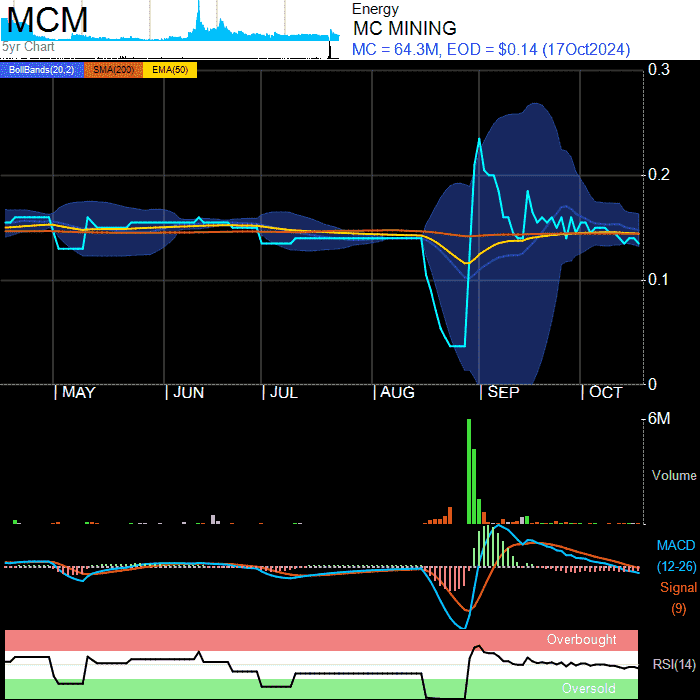 MCM
5yr Chart
Energy
MC MINING
MC = 64.3M, EOD = $0.14 (17Oct2024)
BollBands(20,2) SMA(200) EMA(50)
0.3
0.2
0.1
0
MAY JUN JUL AUG SEP OCT
6M
Volume
MACD
(12-26)
Signal
(9)
Overbought
RSI(14)
Oversold